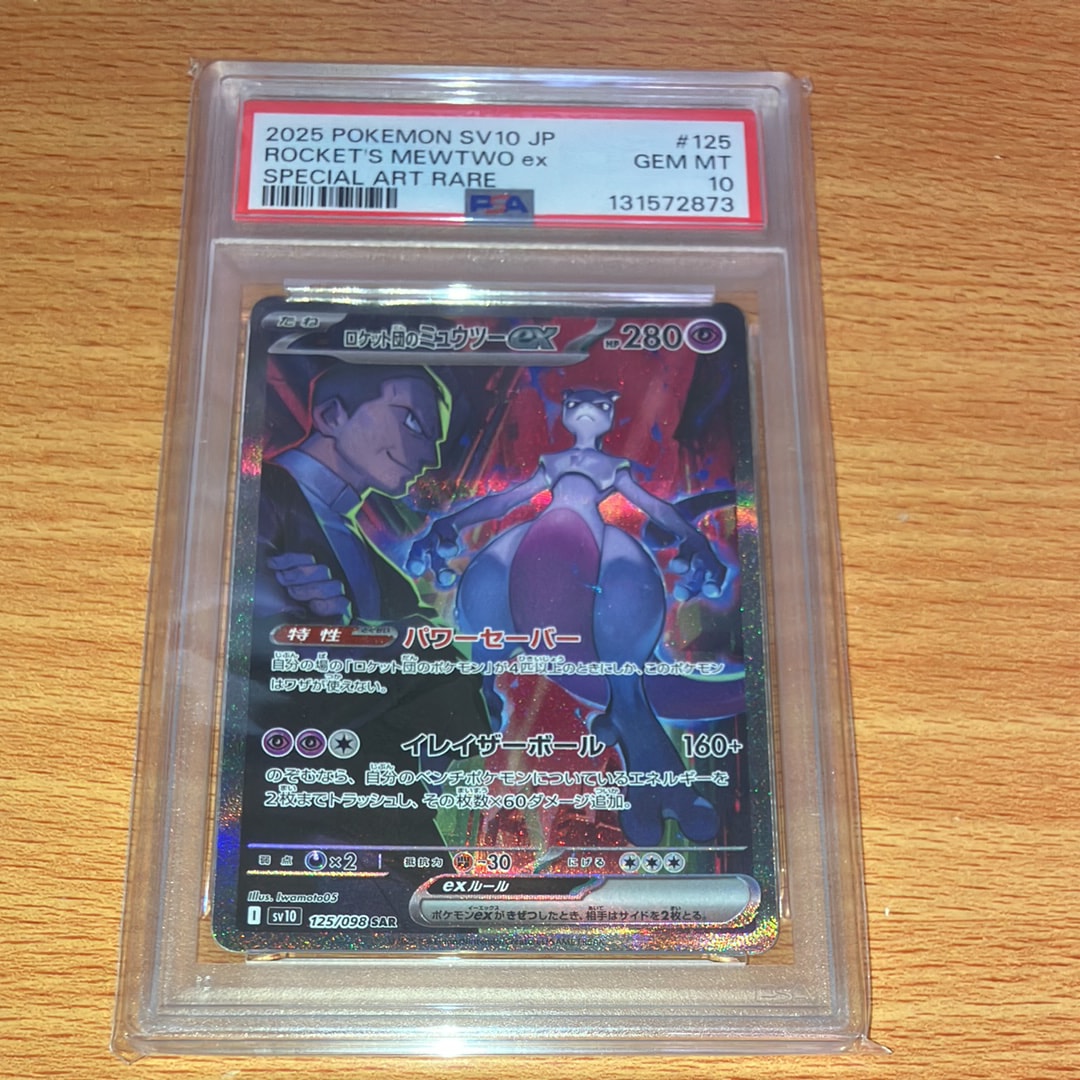 2025 POKEMON SV10 JP #125
ROCKET'S MEWTWO ex GEM MT
SPECIAL ART RARE 10
PSA 131572873
たね ロケット団のミュウツーex HP 280
特性 パワーセーバー
自分の場の「ロケット団のポケモン」が4匹以上のときにしか、このポケモン
はワザが使えない。
イレイザーボール 160+
のぞむなら、自分のベンチポケモンについているエネルギーを
2枚までトラッシュし、その枚数×60ダメージ追加。
弱点 ×2 抵抗力 -30 にげる
exルール
ポケモンexがきぜつしたとき、相手はサイドを2枚とる。
Illus. Iwamoto05
I sv10 125/098 SAR